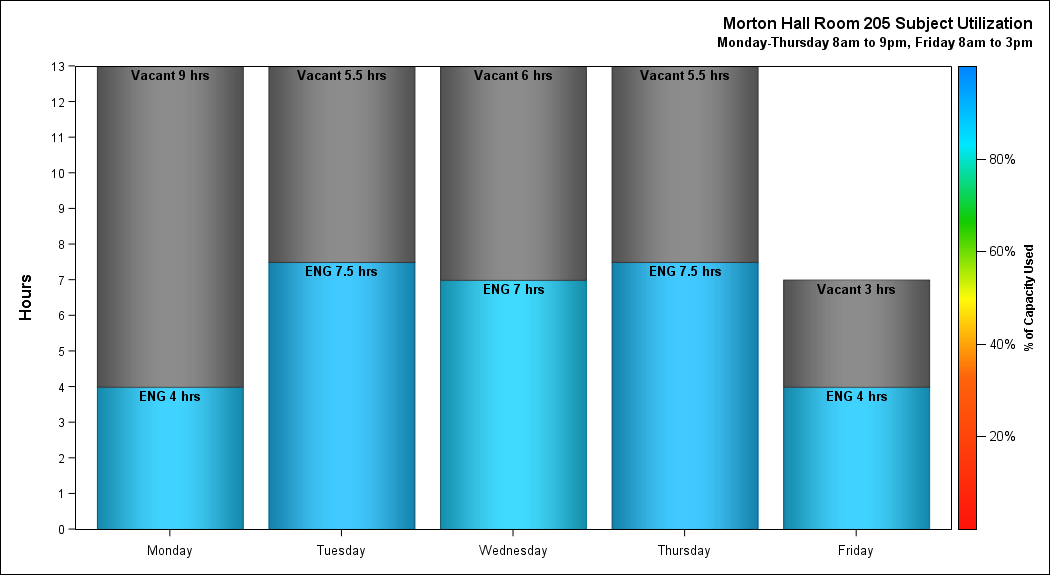 Morton Hall Room 205 Subject Utilization
Monday-Thursday 8am to 9pm, Friday 8am to 3pm
Hours
13
12
11
10
9
8
7
6
5
4
3
2
1
0
Vacant 9 hrs
Vacant 5.5 hrs
Vacant 6 hrs
Vacant 5.5 hrs
ENG 7.5 hrs
ENG 7.5 hrs
ENG 7 hrs
Vacant 3 hrs
ENG 4 hrs
ENG 4 hrs
Monday
Tuesday
Wednesday
Thursday
Friday
80%
60%
40%
20%
% of Capacity Used